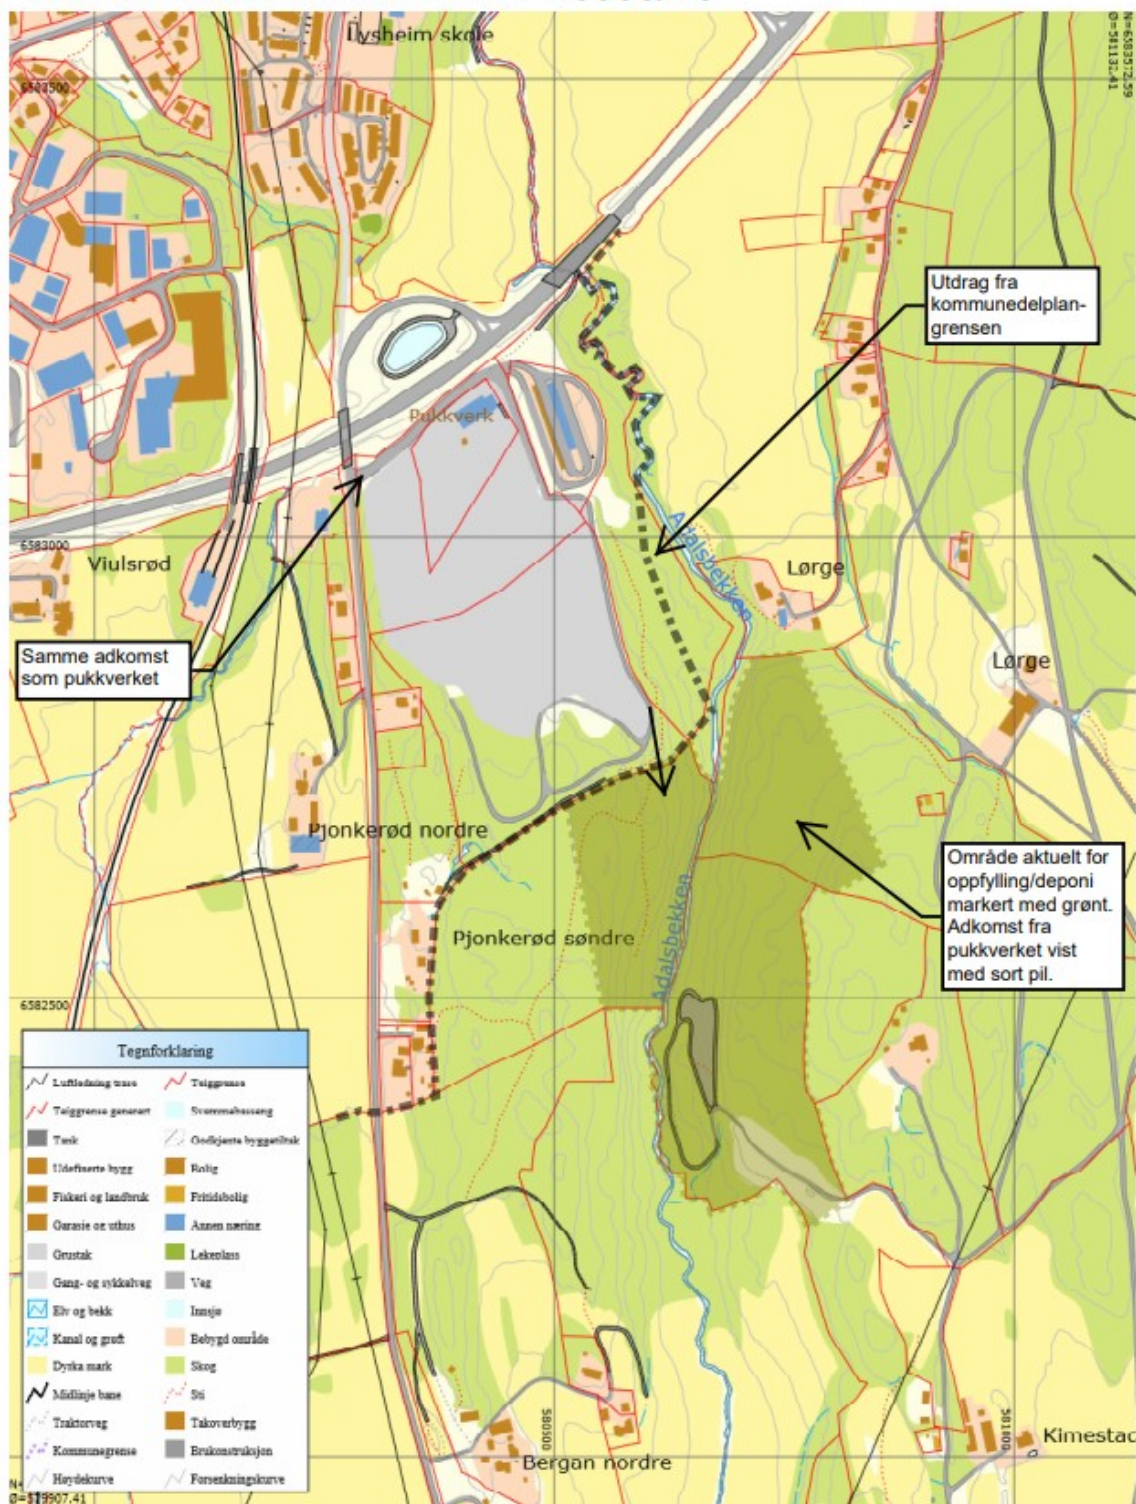 Lysheim skole
N=6583572.59
Ø=581132.41
6583500
Utdrag fra
kommunedelplan-
grensen
Pukkverk
6583000
Viulsrød
Adalsbekken
Lørge
Lørge
Samme adkomst
som pukkverket
Pjonkerød nordre
Område aktuelt for
oppfylling/deponi
markert med grønt.
Adkomst fra
pukkverket vist
med sort pil.
Pjonkerød søndre
Adalsbekken
6582500
Tegnforklaring
Luftledning trase
Teiggrense
Teiggrense generert
Svømmebasseng
Tank
Godkjente byggetiltak
Udefinerte bygg
Bolig
Fiskeri og landbruk
Fritidsbolig
Garasje og uthus
Annen næring
Grustak
Lekeplass
Gang- og sykkelveg
Veg
Elv og bekk
Innsjø
Kanal og grøft
Bebygd område
Dyrka mark
Skog
Midlinje bane
Sti
Traktorveg
Takoverbygg
Kommunegrense
Brukonstruksjon
Høydekurve
Forsenkningskurve
580500
Bergan nordre
Kimestad